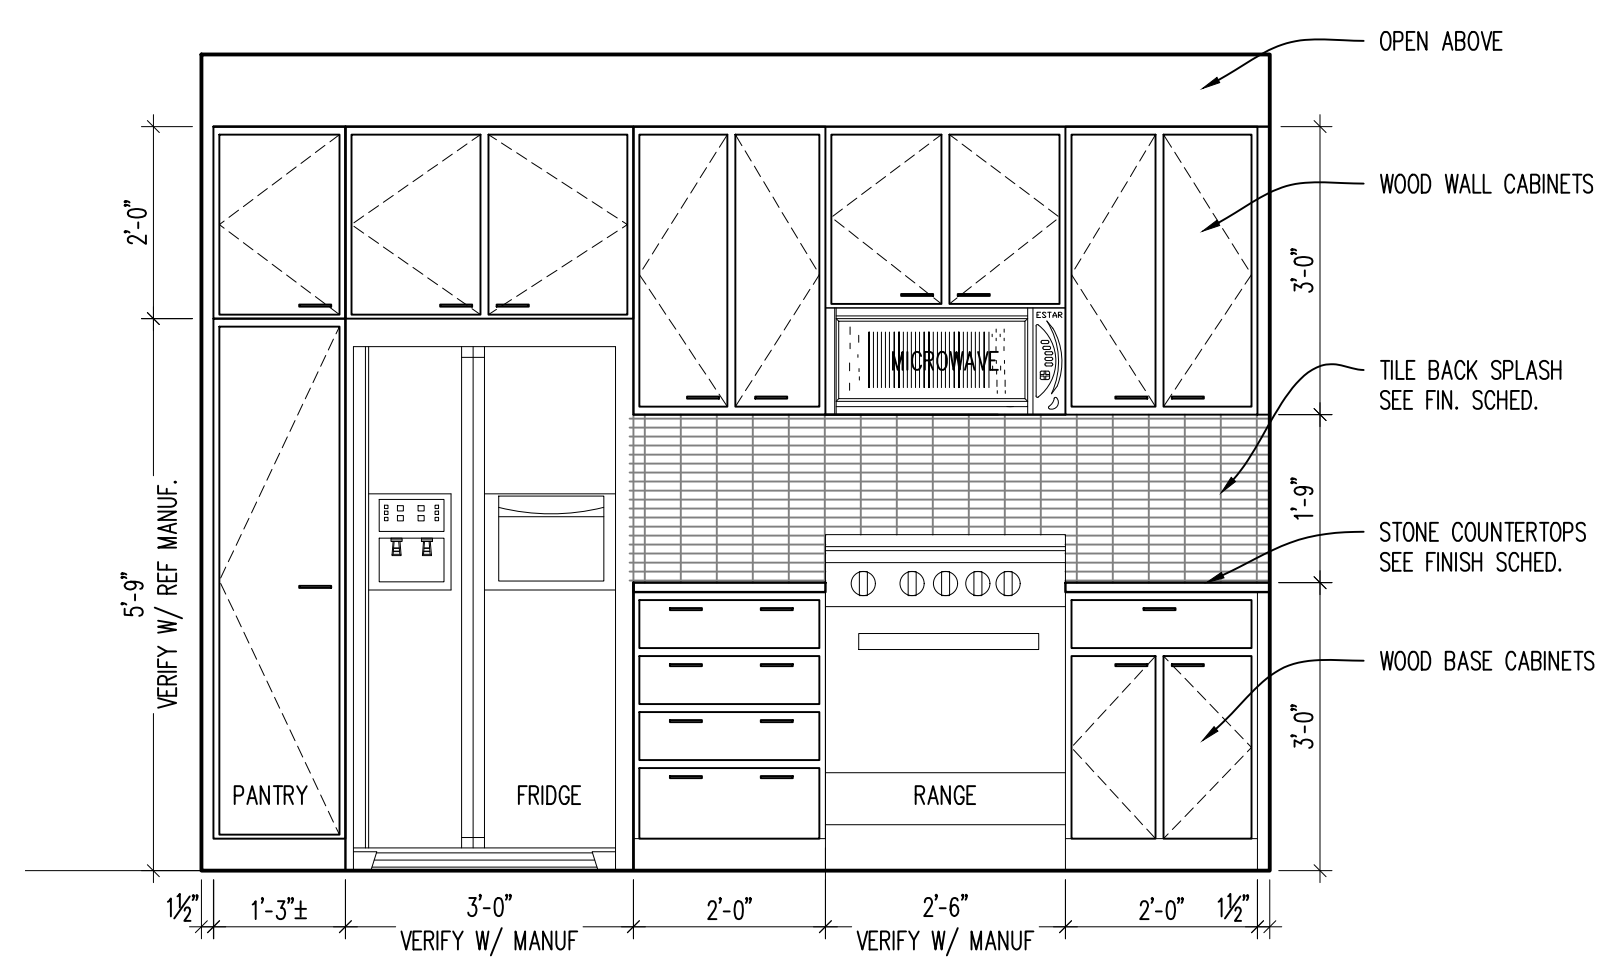 OPEN ABOVE
WOOD WALL CABINETS
2'-0"
3'-0"
ESTAR
MICROWAVE
TILE BACK SPLASH
SEE FIN. SCHED.
1'-9"
5'-9"
VERIFY W/ REF MANUF.
STONE COUNTERTOPS
SEE FINISH SCHED.
WOOD BASE CABINETS
3'-0"
PANTRY
FRIDGE
RANGE
1½"
1'-3"±
3'-0"
2'-0"
2'-6"
2'-0"
1½"
VERIFY W/ MANUF
VERIFY W/ MANUF